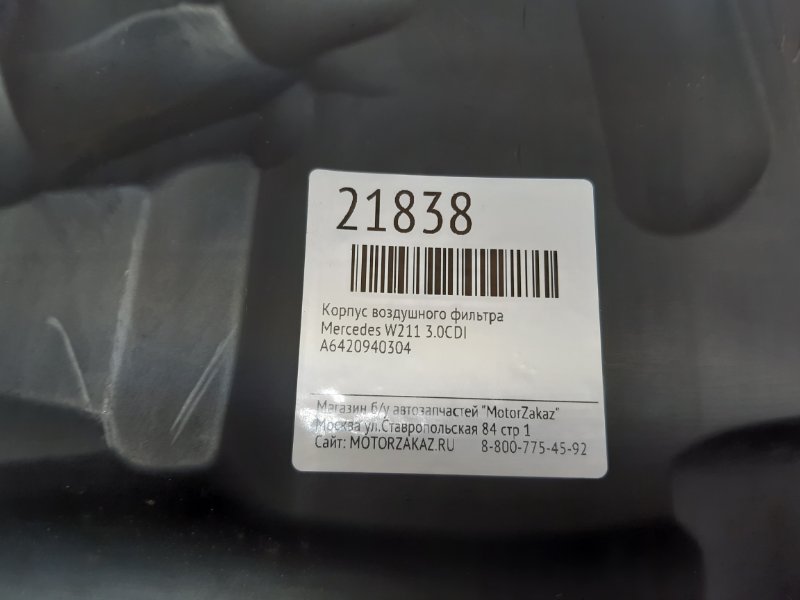 21838
Корпус воздушного фильтра
Mercedes W211 3.0CDI
A6420940304
Магазин б/у автозапчастей "MotorZakaz"
Москва ул.Ставропольская 84 стр 1
Сайт: MOTORZAKAZ.RU 8-800-775-45-92